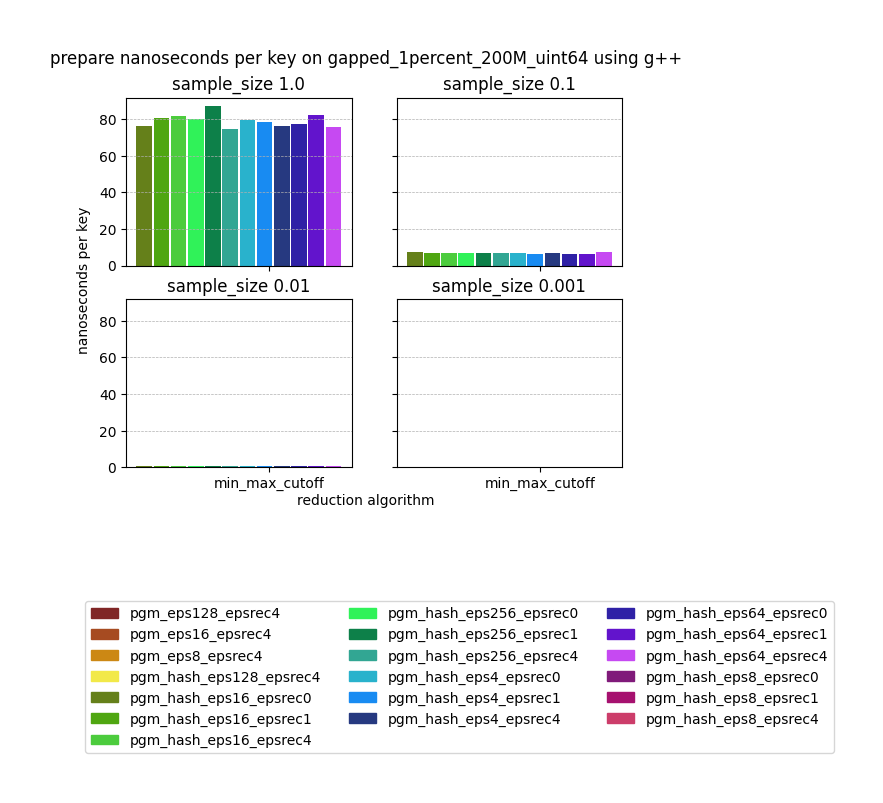 prepare nanoseconds per key on gapped_1percent_200M_uint64 using g++
sample_size 1.0
sample_size 0.1
80
60
40
20
0
nanoseconds per key
sample_size 0.01
sample_size 0.001
80
60
40
20
0
min_max_cutoff
min_max_cutoff
reduction algorithm
pgm_eps128_epsrec4
pgm_eps16_epsrec4
pgm_eps8_epsrec4
pgm_hash_eps128_epsrec4
pgm_hash_eps16_epsrec0
pgm_hash_eps16_epsrec1
pgm_hash_eps16_epsrec4
pgm_hash_eps256_epsrec0
pgm_hash_eps256_epsrec1
pgm_hash_eps256_epsrec4
pgm_hash_eps4_epsrec0
pgm_hash_eps4_epsrec1
pgm_hash_eps4_epsrec4
pgm_hash_eps64_epsrec0
pgm_hash_eps64_epsrec1
pgm_hash_eps64_epsrec4
pgm_hash_eps8_epsrec0
pgm_hash_eps8_epsrec1
pgm_hash_eps8_epsrec4